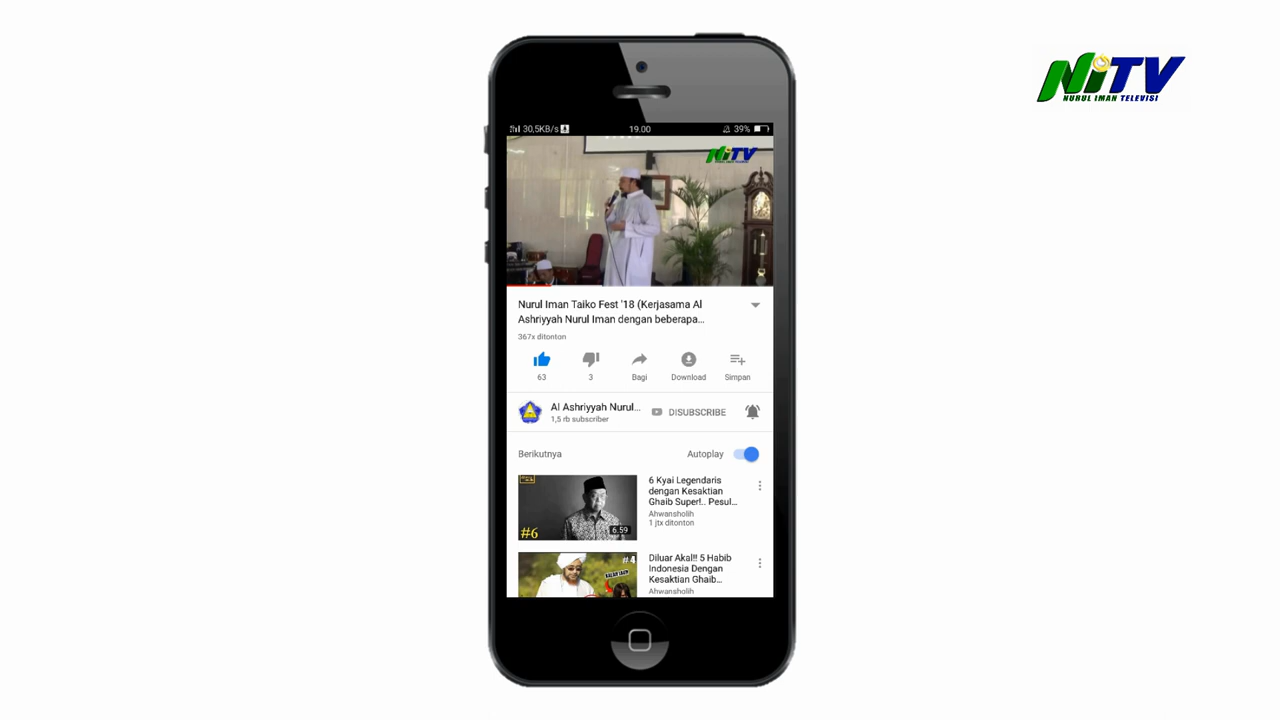 NiTV
NURUL IMAN TELEVISI
30,5KB/s
19.00
39%
NiTV
Nurul Iman Taiko Fest '18 (Kerjasama Al
Ashriyyah Nurul Iman dengan beberapa...
367x ditonton
63
3
Bagi
Download
Simpan
Al Ashriyyah Nurul...
DISUBSCRIBE
1,5 rb subscriber
Berikutnya
Autoplay
#6
6.59
6 Kyai Legendaris
dengan Kesaktian
Ghaib Super!.. Pesul...
Ahwansholih
1 jtx ditonton
#4
Diluar Akal!! 5 Habib
Indonesia Dengan
Kesaktian Ghaib...
Ahwansholih